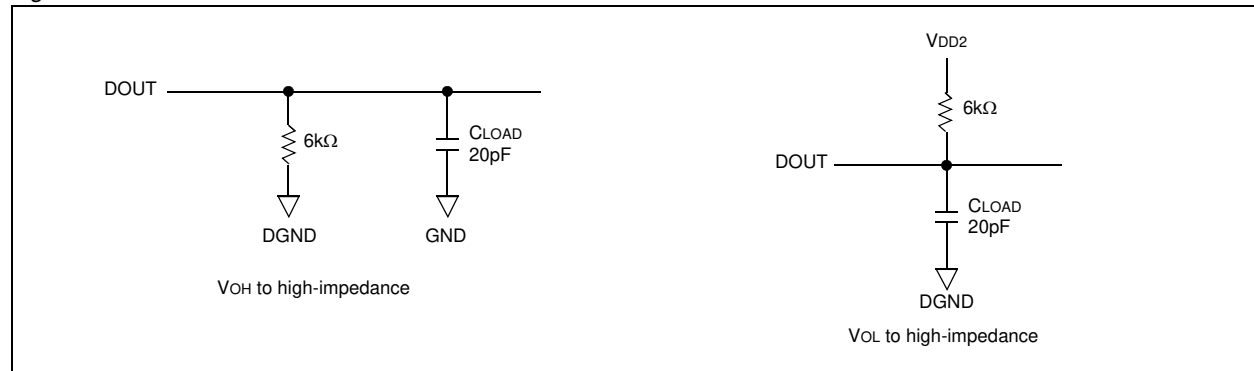 DOUT
6kΩ
CLOAD
20pF
DGND
GND
VOH to high-impedance
VDD2
6kΩ
DOUT
CLOAD
20pF
DGND
VOL to high-impedance